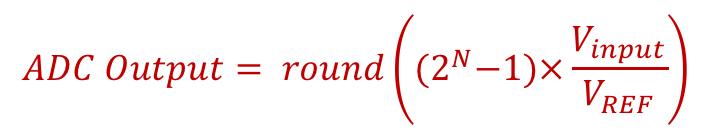 ADC Output = round((2^N−1)×V_input/V_REF)